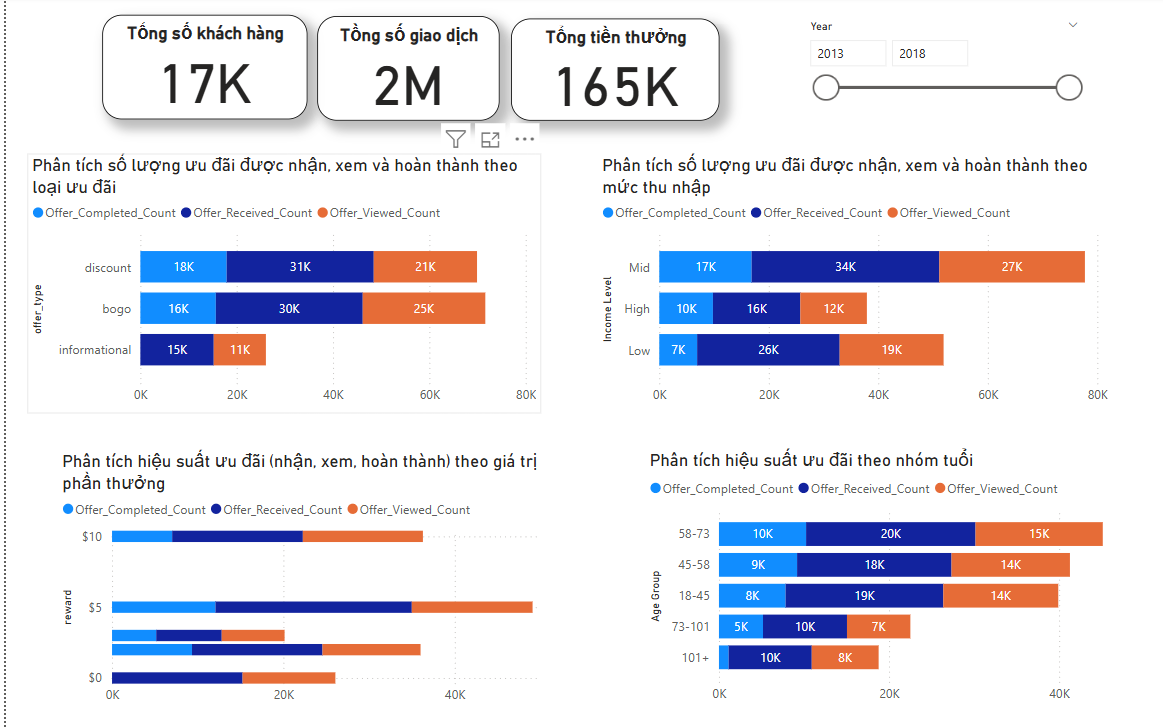 Tổng số khách hàng
17K
Tổng số giao dịch
2M
Tổng tiền thưởng
165K
Year
2013 2018
Phân tích số lượng ưu đãi được nhận, xem và hoàn thành theo
loại ưu đãi
Offer_Completed_Count Offer_Received_Count Offer_Viewed_Count
offer_type
discount 18K 31K 21K
bogo 16K 30K 25K
informational 15K 11K
0K 20K 40K 60K 80K
Phân tích số lượng ưu đãi được nhận, xem và hoàn thành theo
mức thu nhập
Offer_Completed_Count Offer_Received_Count Offer_Viewed_Count
Income Level
Mid 17K 34K 27K
High 10K 16K 12K
Low 7K 26K 19K
0K 20K 40K 60K 80K
Phân tích hiệu suất ưu đãi (nhận, xem, hoàn thành) theo giá trị
phần thưởng
Offer_Completed_Count Offer_Received_Count Offer_Viewed_Count
reward
$10
$5
$0
0K 20K 40K
Phân tích hiệu suất ưu đãi theo nhóm tuổi
Offer_Completed_Count Offer_Received_Count Offer_Viewed_Count
Age Group
58-73 10K 20K 15K
45-58 9K 18K 14K
18-45 8K 19K 14K
73-101 5K 10K 7K
101+ 10K 8K
0K 20K 40K